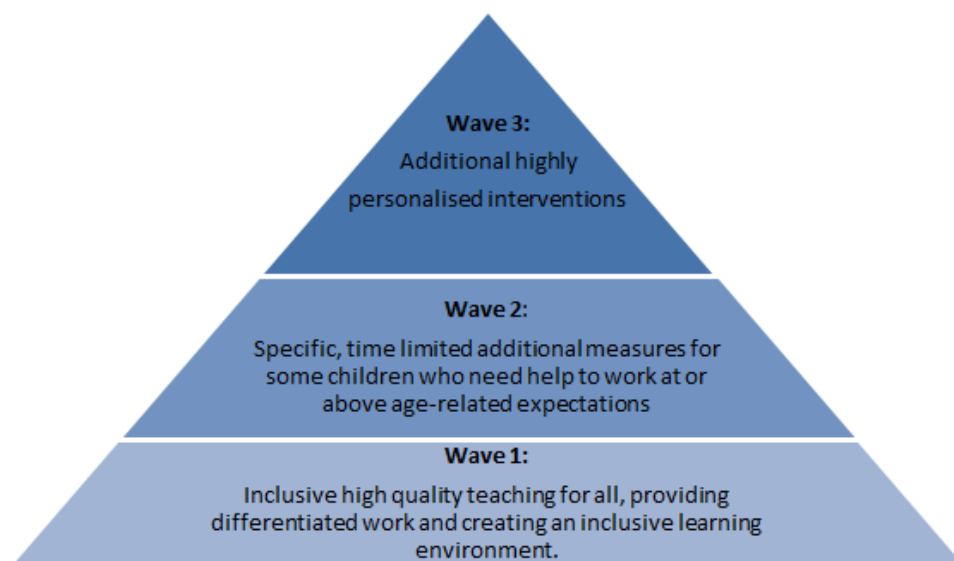 Wave 3:
Additional highly
personalised interventions
Wave 2:
Specific, time limited additional measures for
some children who need help to work at or
above age-related expectations
Wave 1:
Inclusive high quality teaching for all, providing
differentiated work and creating an inclusive learning
environment.